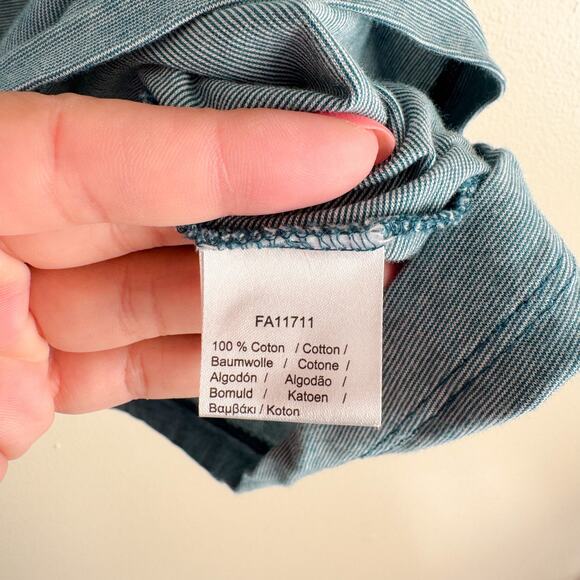 FA11711
100 % Coton / Cotton /
Baumwolle / Cotone /
Algodón / Algodão /
Bomuld / Katoen /
Βαμβάκι / Koton